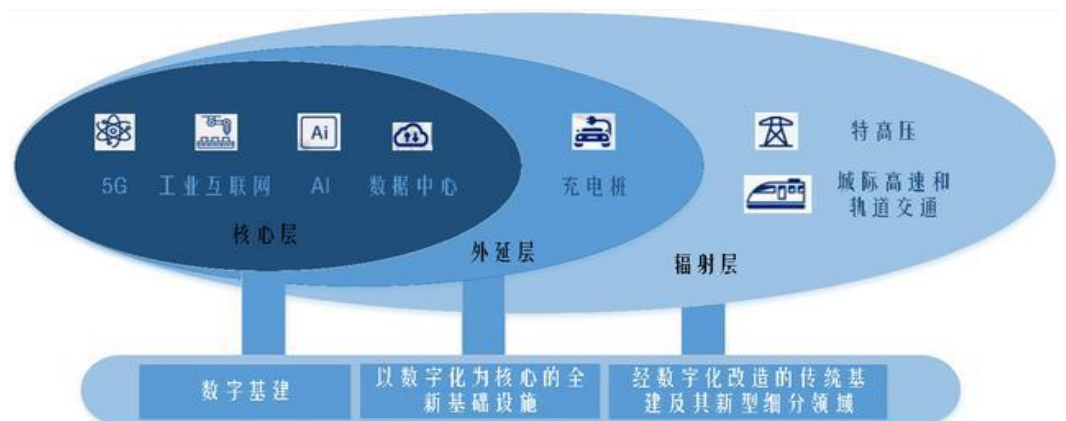 Ai
特高压
5G 工业互联网 AI 数据中心
充电桩
城际高速和
轨道交通
核心层
外延层
辐射层
数字基建
以数字化为核心的全
新基础设施
经数字化改造的传统基
建及其新型细分领域